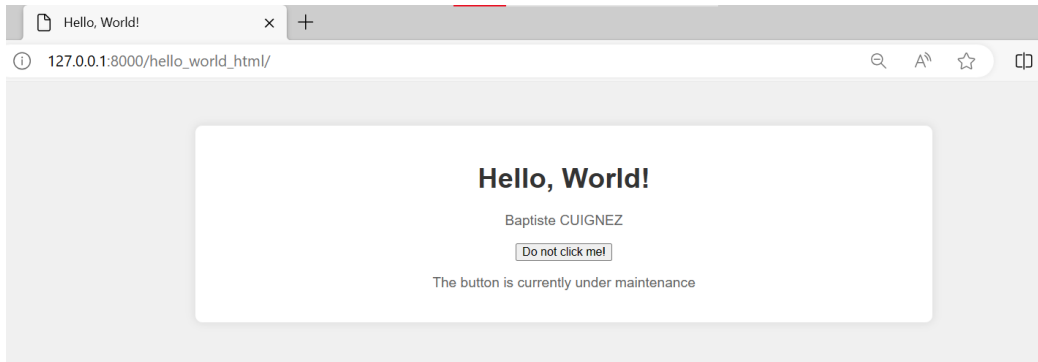 Hello, World!
127.0.0.1:8000/hello_world_html/
Hello, World!
Baptiste CUIGNEZ
Do not click me!
The button is currently under maintenance